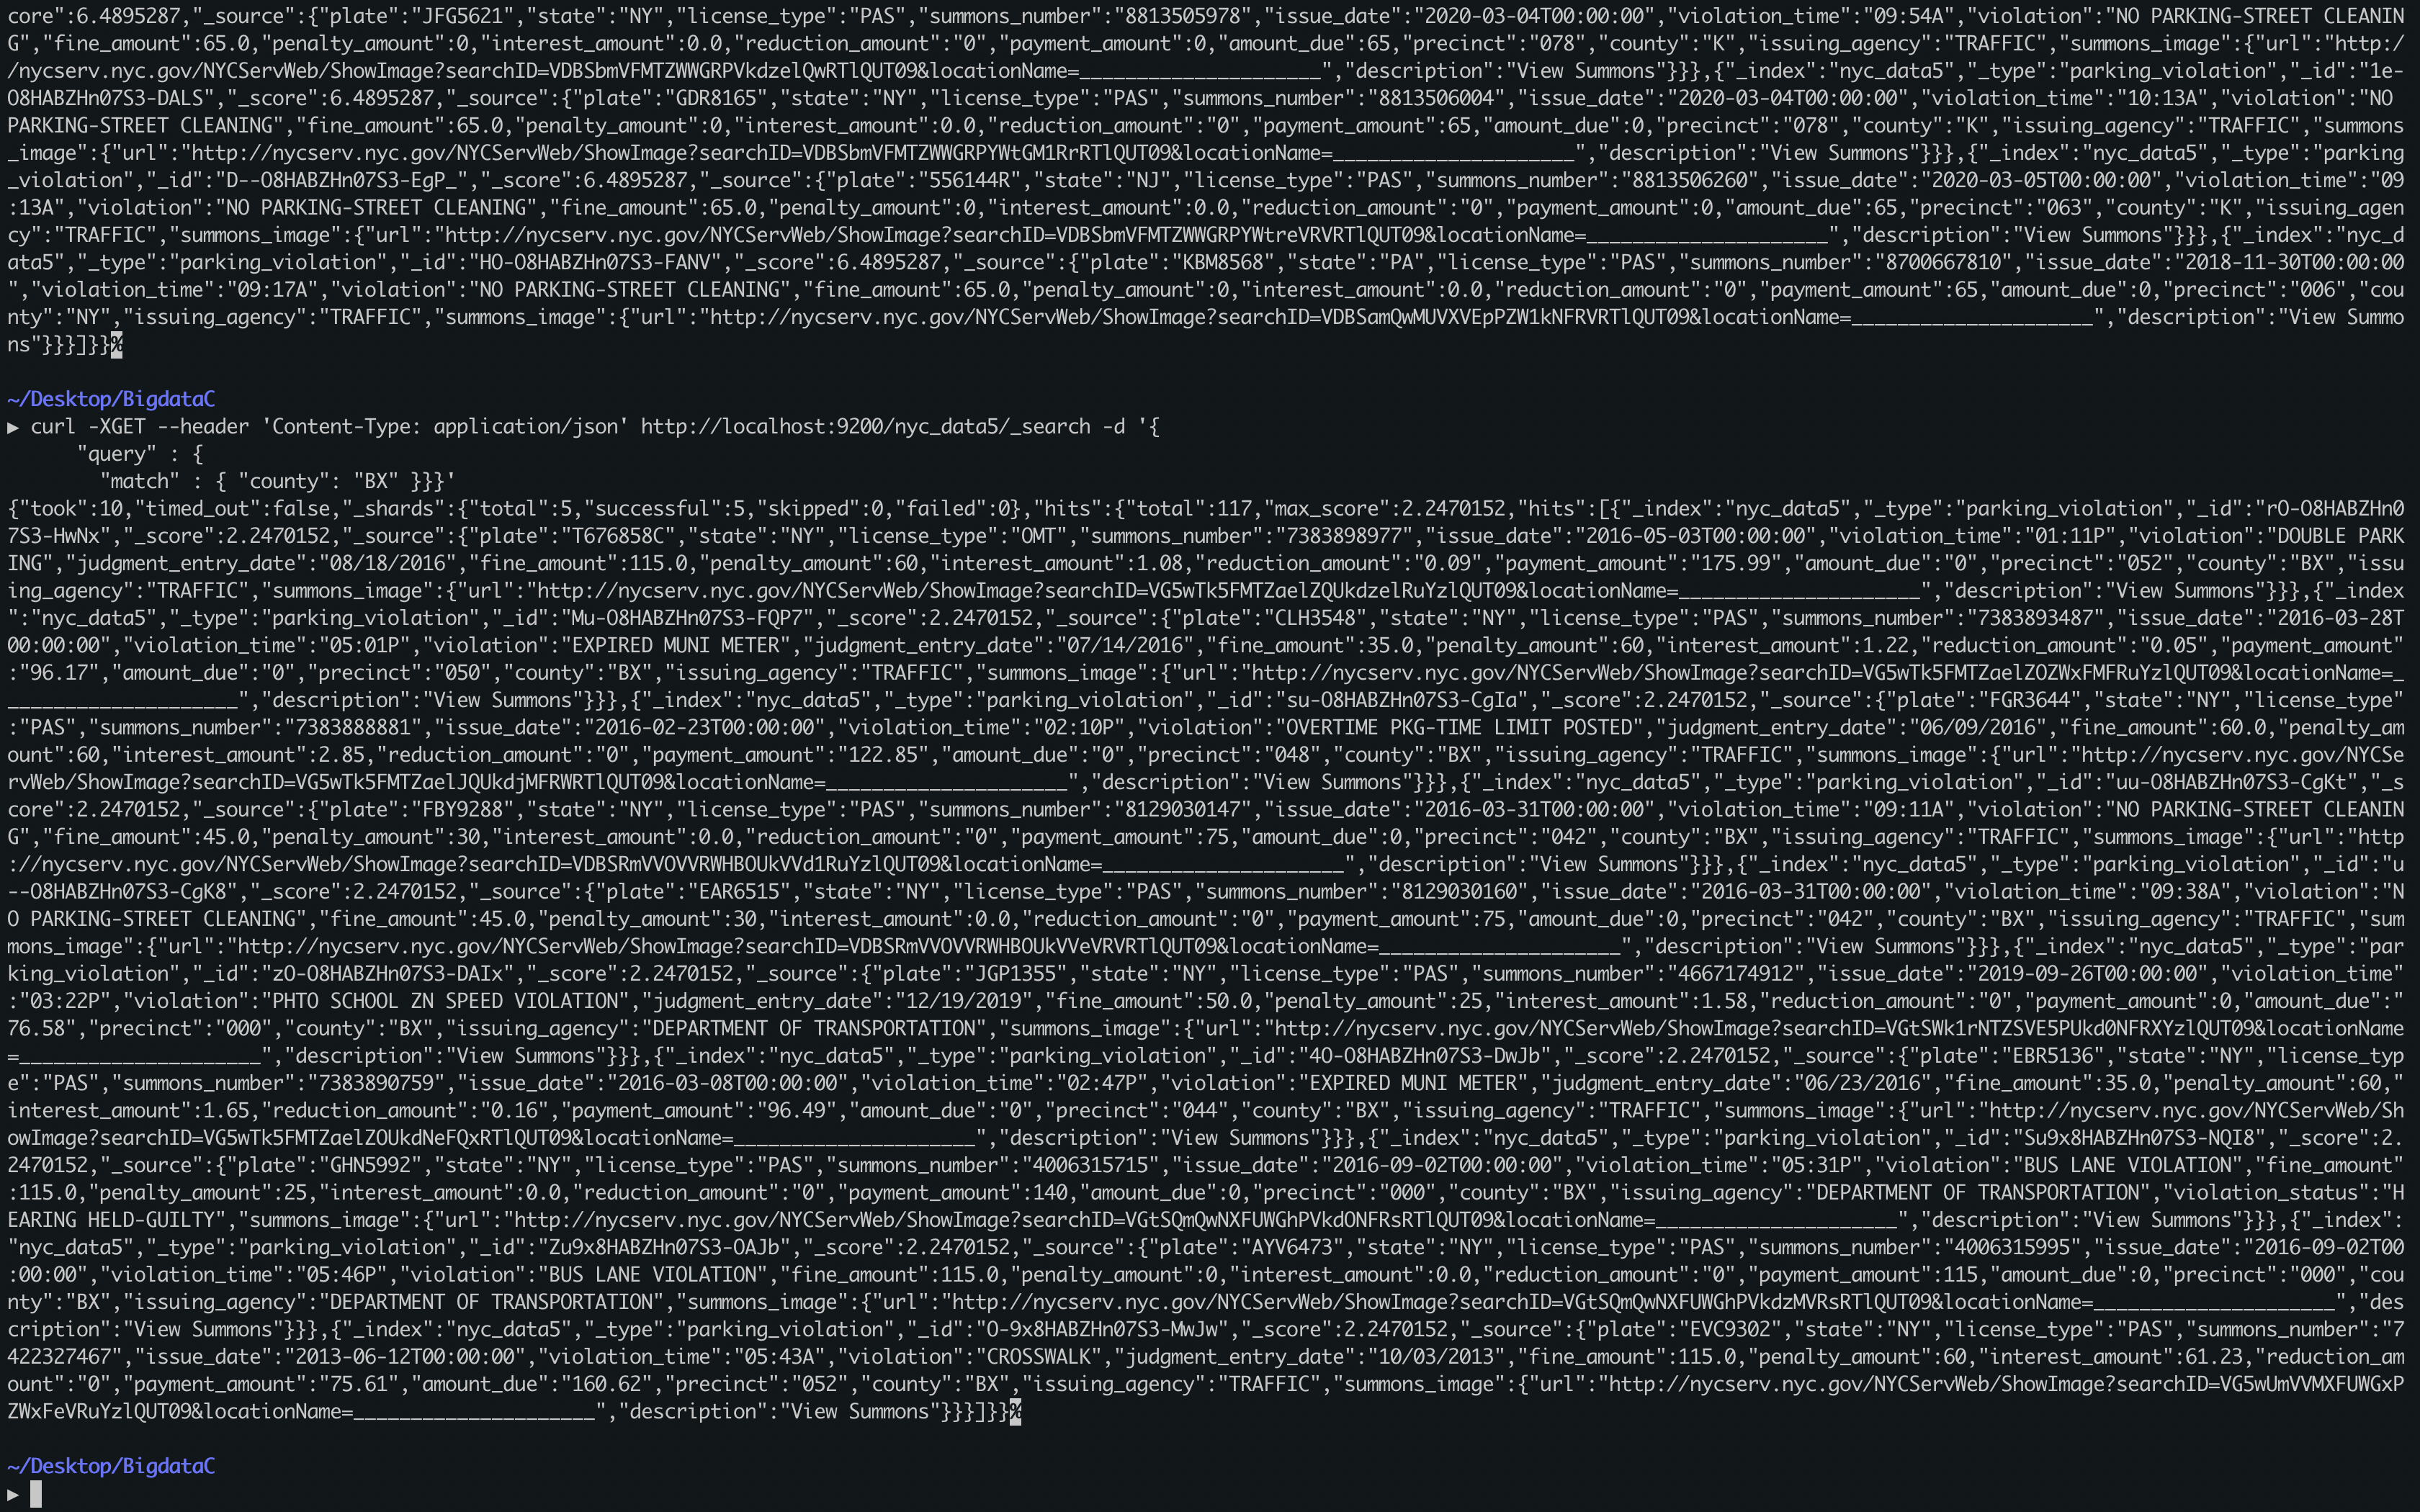 core":6.4895287,"_source":{"plate":"JFG5621","state":"NY","license_type":"PAS","summons_number":"8813505978","issue_date":"2020-03-04T00:00:00","violation_time":"09:54A","violation":"NO PARKING-STREET CLEANIN
G","fine_amount":65.0,"penalty_amount":0,"interest_amount":0.0,"reduction_amount":"0","payment_amount":0,"amount_due":65,"precinct":"078","county":"K","issuing_agency":"TRAFFIC","summons_image":{"url":"http:/
/nycserv.nyc.gov/NYCServWeb/ShowImage?searchID=VDBSbmVFMTZWWGRPVkdzelQwRTlQUT09&locationName=_____________________","description":"View Summons"}}},{"_index":"nyc_data5","_type":"parking_violation","_id":"1e-
O8HABZHn07S3-DALS","_score":6.4895287,"_source":{"plate":"GDR8165","state":"NY","license_type":"PAS","summons_number":"8813506004","issue_date":"2020-03-04T00:00:00","violation_time":"10:13A","violation":"NO
PARKING-STREET CLEANING","fine_amount":65.0,"penalty_amount":0,"interest_amount":0.0,"reduction_amount":"0","payment_amount":65,"amount_due":0,"precinct":"078","county":"K","issuing_agency":"TRAFFIC","summons
_image":{"url":"http://nycserv.nyc.gov/NYCServWeb/ShowImage?searchID=VDBSbmVFMTZWWGRPYWtGM1RrRTlQUT09&locationName=_____________________","description":"View Summons"}}},{"_index":"nyc_data5","_type":"parking
_violation","_id":"D--O8HABZHn07S3-EgP_","_score":6.4895287,"_source":{"plate":"556144R","state":"NJ","license_type":"PAS","summons_number":"8813506260","issue_date":"2020-03-05T00:00:00","violation_time":"09
:13A","violation":"NO PARKING-STREET CLEANING","fine_amount":65.0,"penalty_amount":0,"interest_amount":0.0,"reduction_amount":"0","payment_amount":0,"amount_due":65,"precinct":"063","county":"K","issuing_agen
cy":"TRAFFIC","summons_image":{"url":"http://nycserv.nyc.gov/NYCServWeb/ShowImage?searchID=VDBSbmVFMTZWWGRPYWtreVRVRTlQUT09&locationName=_____________________","description":"View Summons"}}},{"_index":"nyc_d
ata5","_type":"parking_violation","_id":"HO-O8HABZHn07S3-FANV","_score":6.4895287,"_source":{"plate":"KBM8568","state":"PA","license_type":"PAS","summons_number":"8700667810","issue_date":"2018-11-30T00:00:00
","violation_time":"09:17A","violation":"NO PARKING-STREET CLEANING","fine_amount":65.0,"penalty_amount":0,"interest_amount":0.0,"reduction_amount":"0","payment_amount":65,"amount_due":0,"precinct":"006","cou
nty":"NY","issuing_agency":"TRAFFIC","summons_image":{"url":"http://nycserv.nyc.gov/NYCServWeb/ShowImage?searchID=VDBSamQwMUVXVEpPZW1kNFRVRTlQUT09&locationName=_____________________","description":"View Summo
ns"}}}]}}%
~/Desktop/BigdataC
▶ curl -XGET --header 'Content-Type: application/json' http://localhost:9200/nyc_data5/_search -d '{
"query" : {
"match" : { "county": "BX" }}}'
{"took":10,"timed_out":false,"_shards":{"total":5,"successful":5,"skipped":0,"failed":0},"hits":{"total":117,"max_score":2.2470152,"hits":[{"_index":"nyc_data5","_type":"parking_violation","_id":"rO-O8HABZHn0
7S3-HwNx","_score":2.2470152,"_source":{"plate":"T676858C","state":"NY","license_type":"OMT","summons_number":"7383898977","issue_date":"2016-05-03T00:00:00","violation_time":"01:11P","violation":"DOUBLE PARK
ING","judgment_entry_date":"08/18/2016","fine_amount":115.0,"penalty_amount":60,"interest_amount":1.08,"reduction_amount":"0.09","payment_amount":"175.99","amount_due":"0","precinct":"052","county":"BX","issu
ing_agency":"TRAFFIC","summons_image":{"url":"http://nycserv.nyc.gov/NYCServWeb/ShowImage?searchID=VG5wTk5FMTZaelZQUkdzelRuYzlQUT09&locationName=_____________________","description":"View Summons"}}},{"_index
":"nyc_data5","_type":"parking_violation","_id":"Mu-O8HABZHn07S3-FQP7","_score":2.2470152,"_source":{"plate":"CLH3548","state":"NY","license_type":"PAS","summons_number":"7383893487","issue_date":"2016-03-28T
00:00:00","violation_time":"05:01P","violation":"EXPIRED MUNI METER","judgment_entry_date":"07/14/2016","fine_amount":35.0,"penalty_amount":60,"interest_amount":1.22,"reduction_amount":"0.05","payment_amount"
:"96.17","amount_due":"0","precinct":"050","county":"BX","issuing_agency":"TRAFFIC","summons_image":{"url":"http://nycserv.nyc.gov/NYCServWeb/ShowImage?searchID=VG5wTk5FMTZaelZOZWxFMFRuYzlQUT09&locationName=_
____________________","description":"View Summons"}}},{"_index":"nyc_data5","_type":"parking_violation","_id":"su-O8HABZHn07S3-CgIa","_score":2.2470152,"_source":{"plate":"FGR3644","state":"NY","license_type"
:"PAS","summons_number":"7383888881","issue_date":"2016-02-23T00:00:00","violation_time":"02:10P","violation":"OVERTIME PKG-TIME LIMIT POSTED","judgment_entry_date":"06/09/2016","fine_amount":60.0,"penalty_am
ount":60,"interest_amount":2.85,"reduction_amount":"0","payment_amount":"122.85","amount_due":"0","precinct":"048","county":"BX","issuing_agency":"TRAFFIC","summons_image":{"url":"http://nycserv.nyc.gov/NYCSe
rvWeb/ShowImage?searchID=VG5wTk5FMTZaelJQUkdjMFRWRTlQUT09&locationName=_____________________","description":"View Summons"}}},{"_index":"nyc_data5","_type":"parking_violation","_id":"uu-O8HABZHn07S3-CgKt","_s
core":2.2470152,"_source":{"plate":"FBY9288","state":"NY","license_type":"PAS","summons_number":"8129030147","issue_date":"2016-03-31T00:00:00","violation_time":"09:11A","violation":"NO PARKING-STREET CLEANIN
G","fine_amount":45.0,"penalty_amount":30,"interest_amount":0.0,"reduction_amount":"0","payment_amount":75,"amount_due":0,"precinct":"042","county":"BX","issuing_agency":"TRAFFIC","summons_image":{"url":"http
://nycserv.nyc.gov/NYCServWeb/ShowImage?searchID=VDBSRmVVOVVRWHBOUkVVd1RuYzlQUT09&locationName=_____________________","description":"View Summons"}}},{"_index":"nyc_data5","_type":"parking_violation","_id":"u
--O8HABZHn07S3-CgK8","_score":2.2470152,"_source":{"plate":"EAR6515","state":"NY","license_type":"PAS","summons_number":"8129030160","issue_date":"2016-03-31T00:00:00","violation_time":"09:38A","violation":"N
O PARKING-STREET CLEANING","fine_amount":45.0,"penalty_amount":30,"interest_amount":0.0,"reduction_amount":"0","payment_amount":75,"amount_due":0,"precinct":"042","county":"BX","issuing_agency":"TRAFFIC","sum
mons_image":{"url":"http://nycserv.nyc.gov/NYCServWeb/ShowImage?searchID=VDBSRmVVOVVRWHBOUkVVeVRVRTlQUT09&locationName=_____________________","description":"View Summons"}}},{"_index":"nyc_data5","_type":"par
king_violation","_id":"zO-O8HABZHn07S3-DAIx","_score":2.2470152,"_source":{"plate":"JGP1355","state":"NY","license_type":"PAS","summons_number":"4667174912","issue_date":"2019-09-26T00:00:00","violation_time"
:"03:22P","violation":"PHTO SCHOOL ZN SPEED VIOLATION","judgment_entry_date":"12/19/2019","fine_amount":50.0,"penalty_amount":25,"interest_amount":1.58,"reduction_amount":"0","payment_amount":0,"amount_due":"
76.58","precinct":"000","county":"BX","issuing_agency":"DEPARTMENT OF TRANSPORTATION","summons_image":{"url":"http://nycserv.nyc.gov/NYCServWeb/ShowImage?searchID=VGtSWk1rNTZSVE5PUkd0NFRXYzlQUT09&locationName
=_____________________","description":"View Summons"}}},{"_index":"nyc_data5","_type":"parking_violation","_id":"4O-O8HABZHn07S3-DwJb","_score":2.2470152,"_source":{"plate":"EBR5136","state":"NY","license_typ
e":"PAS","summons_number":"7383890759","issue_date":"2016-03-08T00:00:00","violation_time":"02:47P","violation":"EXPIRED MUNI METER","judgment_entry_date":"06/23/2016","fine_amount":35.0,"penalty_amount":60,"
interest_amount":1.65,"reduction_amount":"0.16","payment_amount":"96.49","amount_due":"0","precinct":"044","county":"BX","issuing_agency":"TRAFFIC","summons_image":{"url":"http://nycserv.nyc.gov/NYCServWeb/Sh
owImage?searchID=VG5wTk5FMTZaelZOUkdNeFQxRTlQUT09&locationName=_____________________","description":"View Summons"}}},{"_index":"nyc_data5","_type":"parking_violation","_id":"Su9x8HABZHn07S3-NQI8","_score":2.
2470152,"_source":{"plate":"GHN5992","state":"NY","license_type":"PAS","summons_number":"4006315715","issue_date":"2016-09-02T00:00:00","violation_time":"05:31P","violation":"BUS LANE VIOLATION","fine_amount"
:115.0,"penalty_amount":25,"interest_amount":0.0,"reduction_amount":"0","payment_amount":140,"amount_due":0,"precinct":"000","county":"BX","issuing_agency":"DEPARTMENT OF TRANSPORTATION","violation_status":"H
EARING HELD-GUILTY","summons_image":{"url":"http://nycserv.nyc.gov/NYCServWeb/ShowImage?searchID=VGtSQmQwNXFUWGhPVkdONFRsRTlQUT09&locationName=_____________________","description":"View Summons"}}},{"_index":
"nyc_data5","_type":"parking_violation","_id":"Zu9x8HABZHn07S3-OAJb","_score":2.2470152,"_source":{"plate":"AYV6473","state":"NY","license_type":"PAS","summons_number":"4006315995","issue_date":"2016-09-02T00
:00:00","violation_time":"05:46P","violation":"BUS LANE VIOLATION","fine_amount":115.0,"penalty_amount":0,"interest_amount":0.0,"reduction_amount":"0","payment_amount":115,"amount_due":0,"precinct":"000","cou
nty":"BX","issuing_agency":"DEPARTMENT OF TRANSPORTATION","summons_image":{"url":"http://nycserv.nyc.gov/NYCServWeb/ShowImage?searchID=VGtSQmQwNXFUWGhPVkdzMVRsRTlQUT09&locationName=_____________________","des
cription":"View Summons"}}},{"_index":"nyc_data5","_type":"parking_violation","_id":"O-9x8HABZHn07S3-MwJw","_score":2.2470152,"_source":{"plate":"EVC9302","state":"NY","license_type":"PAS","summons_number":"7
422327467","issue_date":"2013-06-12T00:00:00","violation_time":"05:43A","violation":"CROSSWALK","judgment_entry_date":"10/03/2013","fine_amount":115.0,"penalty_amount":60,"interest_amount":61.23,"reduction_am
ount":"0","payment_amount":"75.61","amount_due":"160.62","precinct":"052","county":"BX","issuing_agency":"TRAFFIC","summons_image":{"url":"http://nycserv.nyc.gov/NYCServWeb/ShowImage?searchID=VG5wUmVVMXFUWGxP
ZWxFeVRuYzlQUT09&locationName=_____________________","description":"View Summons"}}}]}}%
~/Desktop/BigdataC
▶